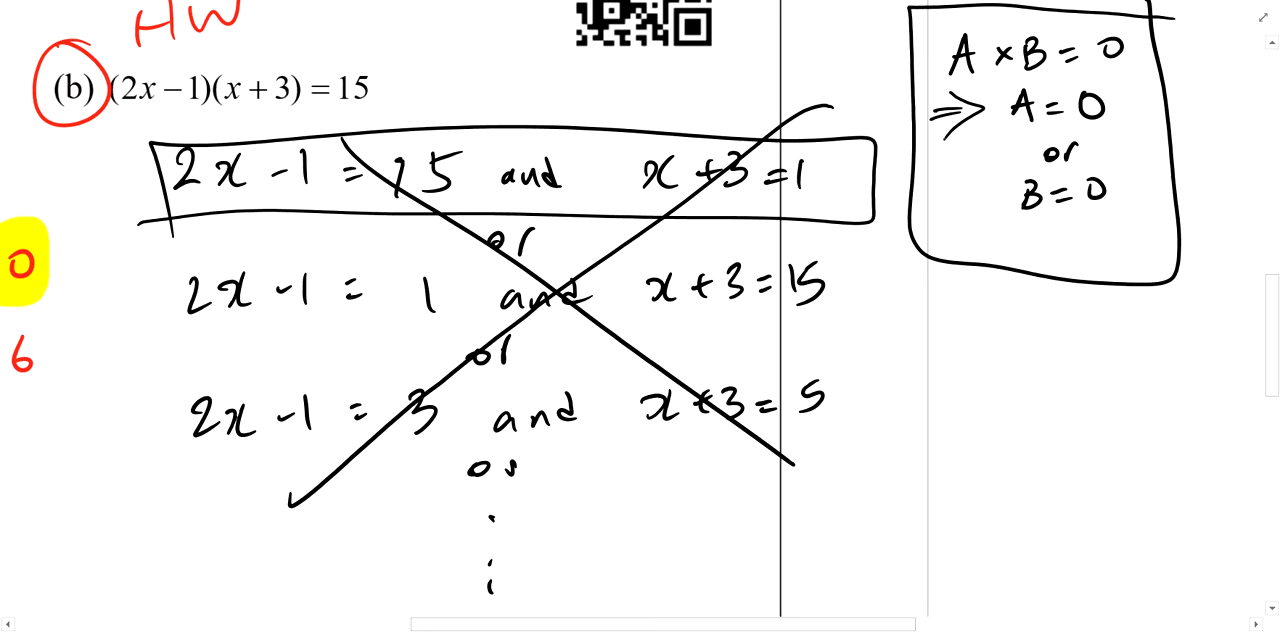 HW
(b) (2x − 1)(x + 3) = 15
2x − 1 = 15 and x + 3 = 1
or
2x − 1 = 1 and x + 3 = 15
or
2x − 1 = 3 and x + 3 = 5
or
⋮
0
6
A × B = 0
⇒ A = 0
or
B = 0